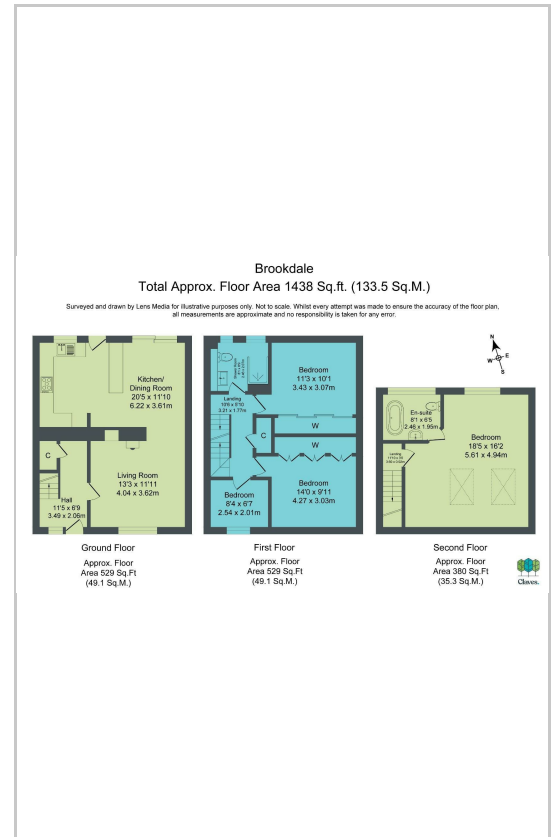 Brookdale
Total Approx. Floor Area 1438 Sq.ft. (133.5 Sq.M.)
Surveyed and drawn by Lens Media for illustrative purposes only. Not to scale. Whilst every attempt was made to ensure the accuracy of the floor plan,
all measurements are approximate and no responsibility is taken for any error.
N
W E
S
Kitchen/
Dining Room
20'5 x 11'10
6.22 x 3.61m
C
Hall
11'5 x 6'9
3.49 x 2.06m
Living Room
13'3 x 11'11
4.04 x 3.62m
Shower Room
Landing
10'6 x 5'10
3.21 x 1.77m
Bedroom
11'3 x 10'1
3.43 x 3.07m
W
C
W
Bedroom
8'4 x 6'7
2.54 x 2.01m
Bedroom
14'0 x 9'11
4.27 x 3.03m
En-suite
8'1 x 6'5
2.46 x 1.95m
Landing
Bedroom
18'5 x 16'2
5.61 x 4.94m
Ground Floor
Approx. Floor
Area 529 Sq.Ft
(49.1 Sq.M.)
First Floor
Approx. Floor
Area 529 Sq.Ft
(49.1 Sq.M.)
Second Floor
Approx. Floor
Area 380 Sq.Ft
(35.3 Sq.M.)
Claves.